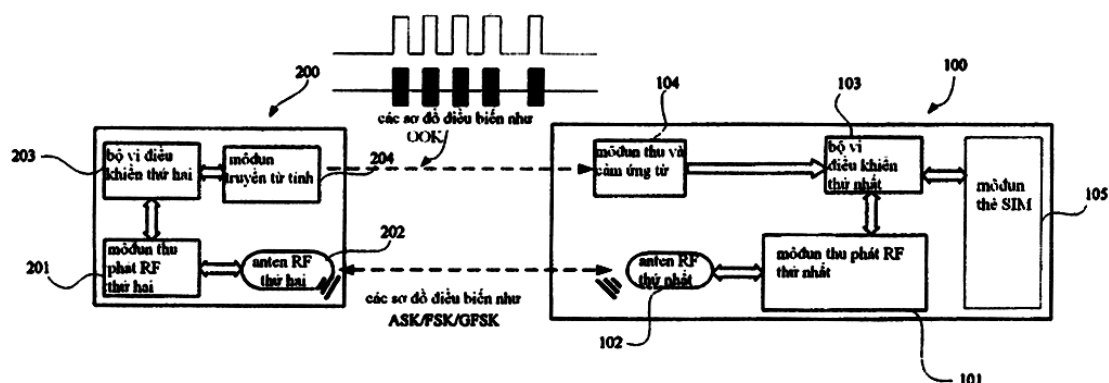 200
các sơ đồ điều biến như
OOK
104
103
100
203
bộ vi điều
khiển thứ hai
môđun
truyền từ tính
204
môđun thu và
cảm ứng từ
bộ vi
điều khiển
thứ nhất
môđun
thẻ SIM
105
201
môđun thu
phát RF
thứ hai
anten RF
thứ hai
202
các sơ đồ điều biến như
ASK/FSK/GFSK
anten RF
thứ nhất
102
môđun thu phát RF
thứ nhất
101